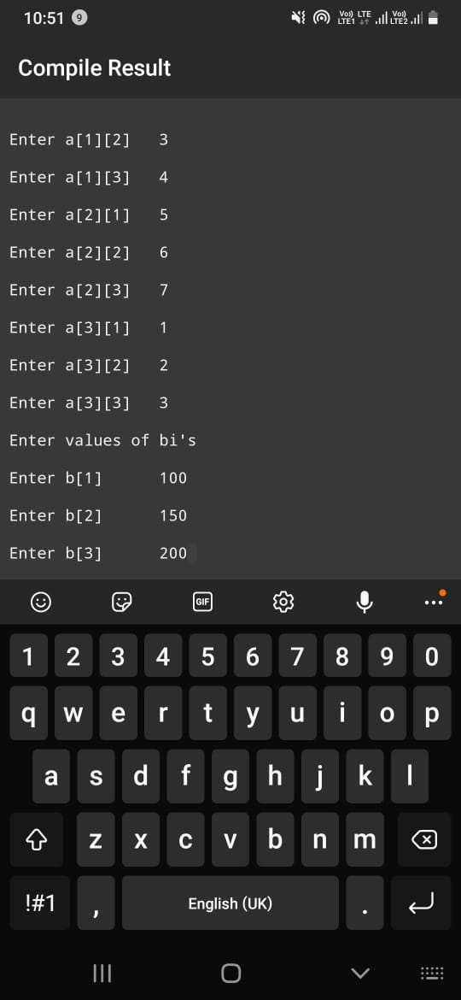 10:51 9 Vo)) LTE1 LTE Vo)) LTE2
Compile Result
Enter a[1][2] 3
Enter a[1][3] 4
Enter a[2][1] 5
Enter a[2][2] 6
Enter a[2][3] 7
Enter a[3][1] 1
Enter a[3][2] 2
Enter a[3][3] 3
Enter values of bi's
Enter b[1] 100
Enter b[2] 150
Enter b[3] 200
GIF
1 2 3 4 5 6 7 8 9 0
q w e r t y u i o p
a s d f g h j k l
z x c v b n m
!#1 , English (UK) .